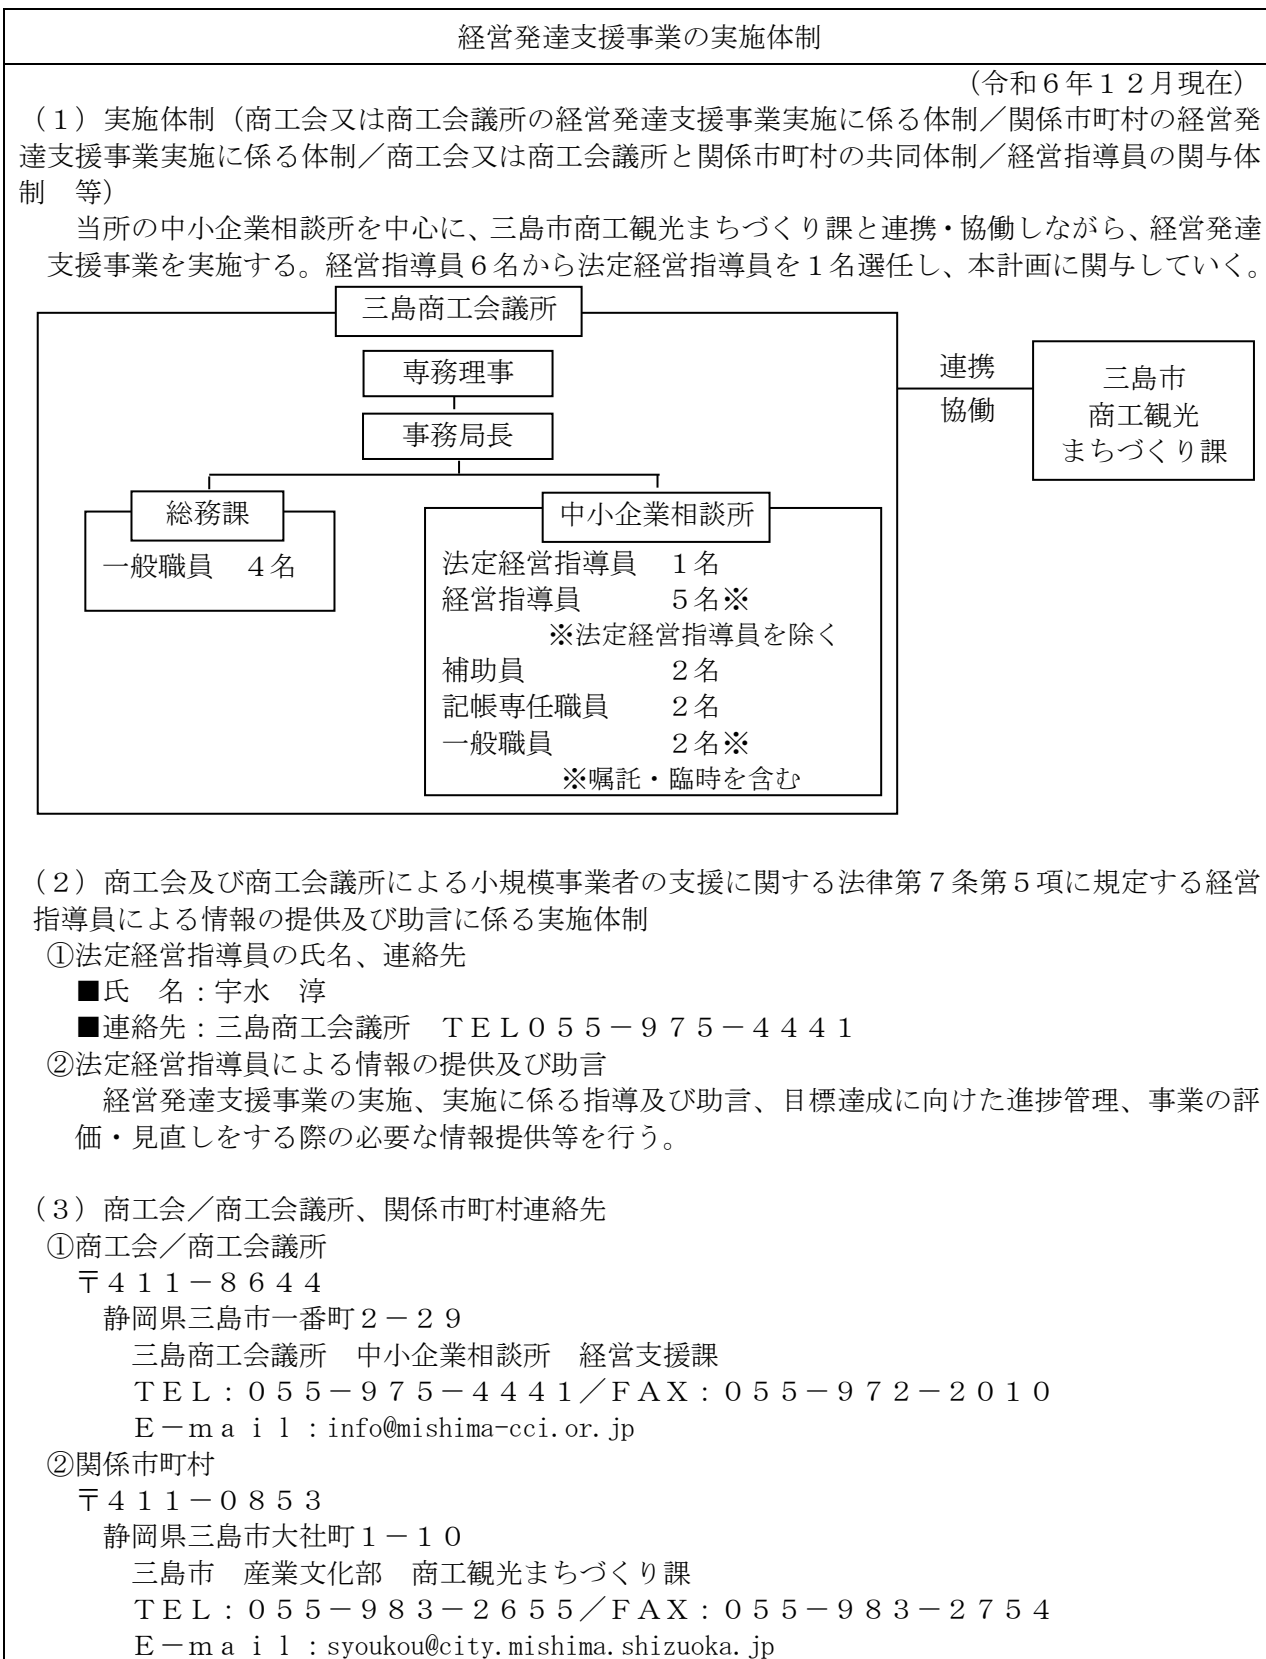 経営発達支援事業の実施体制
（令和６年１２月現在）
（１）実施体制（商工会又は商工会議所の経営発達支援事業実施に係る体制／関係市町村の経営発
達支援事業実施に係る体制／商工会又は商工会議所と関係市町村の共同体制／経営指導員の関与体
制　等）
当所の中小企業相談所を中心に、三島市商工観光まちづくり課と連携・協働しながら、経営発達
支援事業を実施する。経営指導員６名から法定経営指導員を１名選任し、本計画に関与していく。
三島商工会議所
専務理事
事務局長
総務課
一般職員　４名
中小企業相談所
法定経営指導員　１名
経営指導員　　　５名※
※法定経営指導員を除く
補助員　　　　　２名
記帳専任職員　　２名
一般職員　　　　２名※
※嘱託・臨時を含む
連携
協働
三島市
商工観光
まちづくり課
（２）商工会及び商工会議所による小規模事業者の支援に関する法律第７条第５項に規定する経営
指導員による情報の提供及び助言に係る実施体制
①法定経営指導員の氏名、連絡先
■氏　名：宇水　淳
■連絡先：三島商工会議所　ＴＥＬ０５５－９７５－４４４１
②法定経営指導員による情報の提供及び助言
経営発達支援事業の実施、実施に係る指導及び助言、目標達成に向けた進捗管理、事業の評
価・見直しをする際の必要な情報提供等を行う。
（３）商工会／商工会議所、関係市町村連絡先
①商工会／商工会議所
〒４１１－８６４４
静岡県三島市一番町２－２９
三島商工会議所　中小企業相談所　経営支援課
ＴＥＬ：０５５－９７５－４４４１／ＦＡＸ：０５５－９７２－２０１０
Ｅ－ｍａｉｌ：info@mishima-cci.or.jp
②関係市町村
〒４１１－０８５３
静岡県三島市大社町１－１０
三島市　産業文化部　商工観光まちづくり課
ＴＥＬ：０５５－９８３－２６５５／ＦＡＸ：０５５－９８３－２７５４
Ｅ－ｍａｉｌ：syoukou@city.mishima.shizuoka.jp